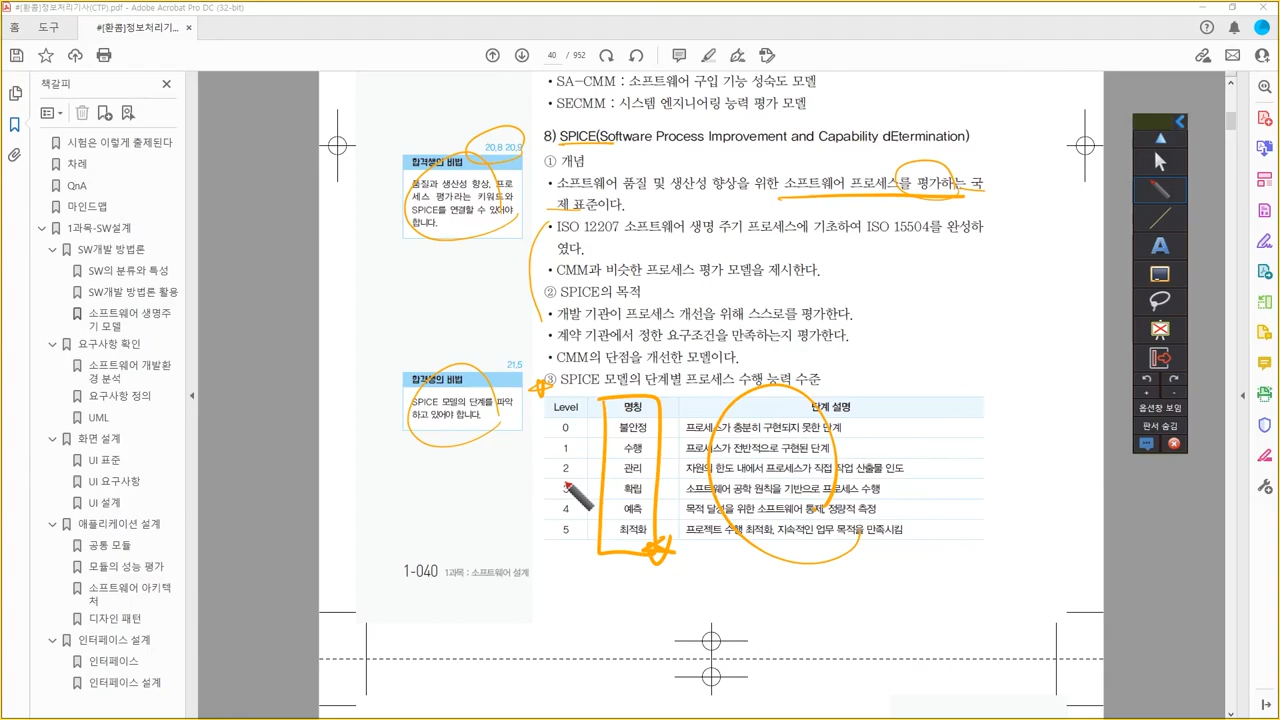 #[환콤]정보처리기사(CTP).pdf - Adobe Acrobat Pro DC (32-bit)
홈 도구 #[환콤]정보처리기... ×
40 / 952
책갈피
시험은 이렇게 출제된다
차례
QnA
마인드맵
1과목-SW설계
SW개발 방법론
SW의 분류와 특성
SW개발 방법론 활용
소프트웨어 생명주
기 모델
요구사항 확인
소프트웨어 개발환
경 분석
요구사항 정의
UML
화면 설계
UI 표준
UI 요구사항
UI 설계
애플리케이션 설계
공통 모듈
모듈의 성능 평가
소프트웨어 아키텍
처
디자인 패턴
인터페이스 설계
인터페이스
인터페이스 설계
• SA-CMM : 소프트웨어 구입 기능 성숙도 모델
• SECMM : 시스템 엔지니어링 능력 평가 모델
8) SPICE(Software Process Improvement and Capability dEtermination)
20.8 20.9
합격생의 비법
품질과 생산성 향상, 프로
세스 평가라는 키워드와
SPICE를 연결할 수 있어야
합니다.
① 개념
• 소프트웨어 품질 및 생산성 향상을 위한 소프트웨어 프로세스를 평가하는 국
제 표준이다.
• ISO 12207 소프트웨어 생명 주기 프로세스에 기초하여 ISO 15504를 완성하
였다.
• CMM과 비슷한 프로세스 평가 모델을 제시한다.
② SPICE의 목적
• 개발 기관이 프로세스 개선을 위해 스스로를 평가한다.
• 계약 기관에서 정한 요구조건을 만족하는지 평가한다.
• CMM의 단점을 개선한 모델이다.
21.5
합격생의 비법
SPICE 모델의 단계를 파악
하고 있어야 합니다.
③ SPICE 모델의 단계별 프로세스 수행 능력 수준
Level 명칭 단계 설명
0 불안정 프로세스가 충분히 구현되지 못한 단계
1 수행 프로세스가 전반적으로 구현된 단계
2 관리 자원의 한도 내에서 프로세스가 직접 작업 산출물 인도
3 확립 소프트웨어 공학 원칙을 기반으로 프로세스 수행
4 예측 목적 달성을 위한 소프트웨어 통제, 정량적 측정
5 최적화 프로젝트 수행 최적화, 지속적인 업무 목적을 만족시킴
1-040 1과목 : 소프트웨어 설계
A
+ -
옵션창 보임
판서 숨김